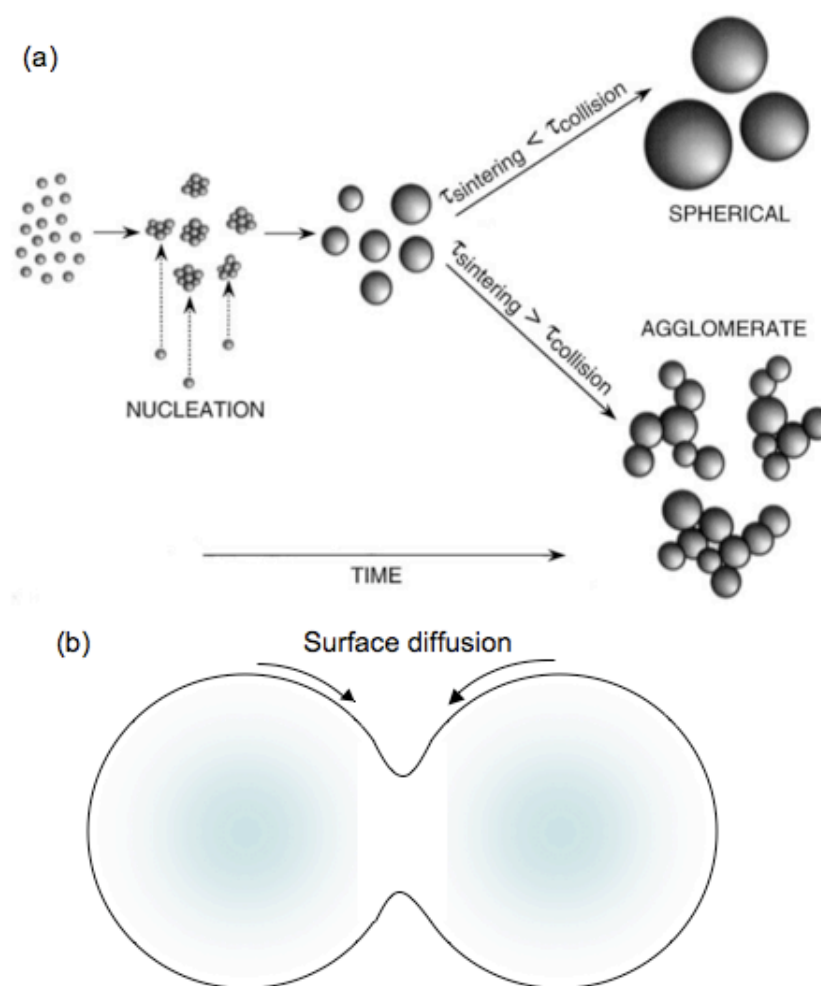 (a)
τsintering < τcollision
SPHERICAL
τsintering > τcollision
AGGLOMERATE
NUCLEATION
TIME
(b)
Surface diffusion